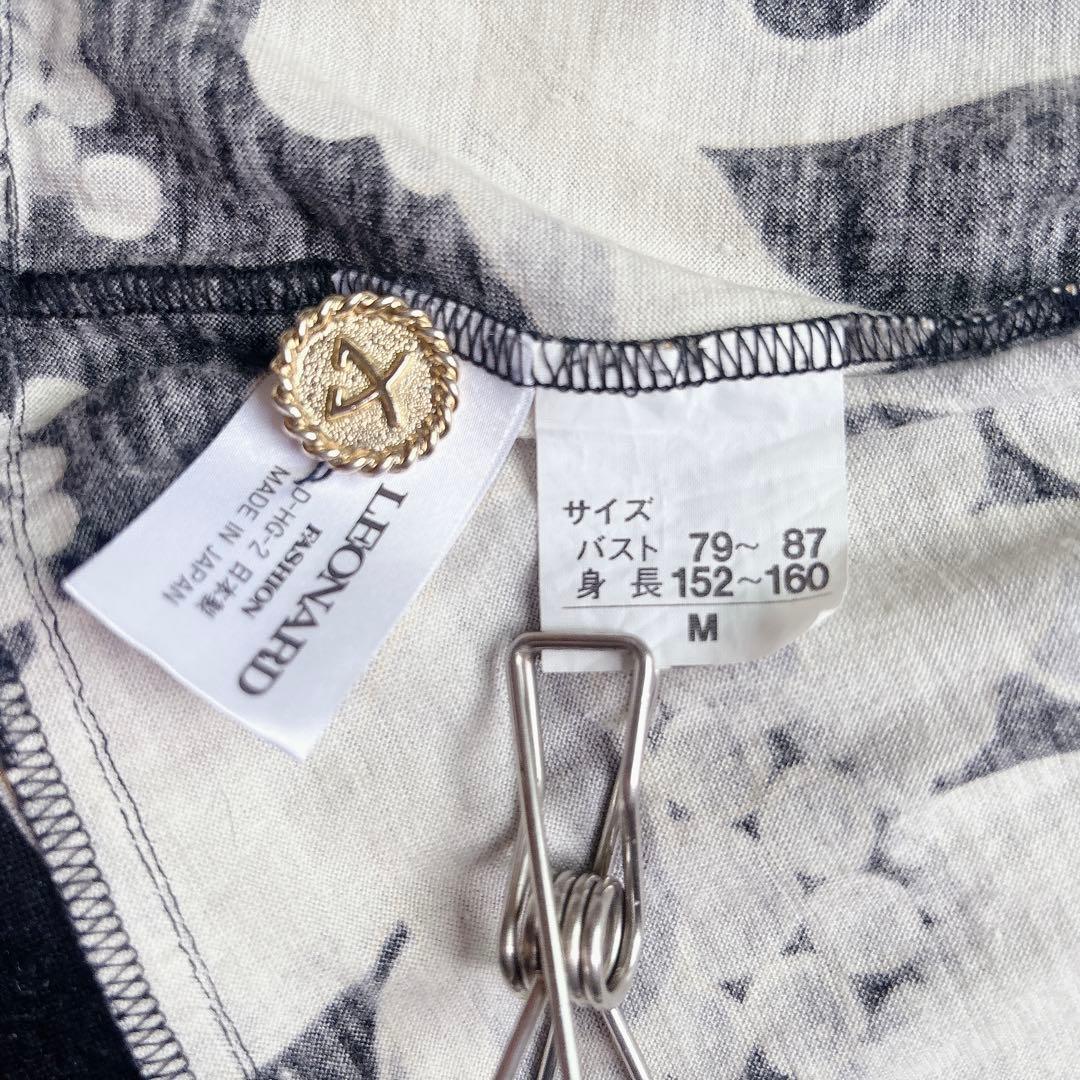 LEONARD
FASHION
D-HG-2 日本製
MADE IN JAPAN
サイズ
バスト 79〜 87
身 長 152〜160
M